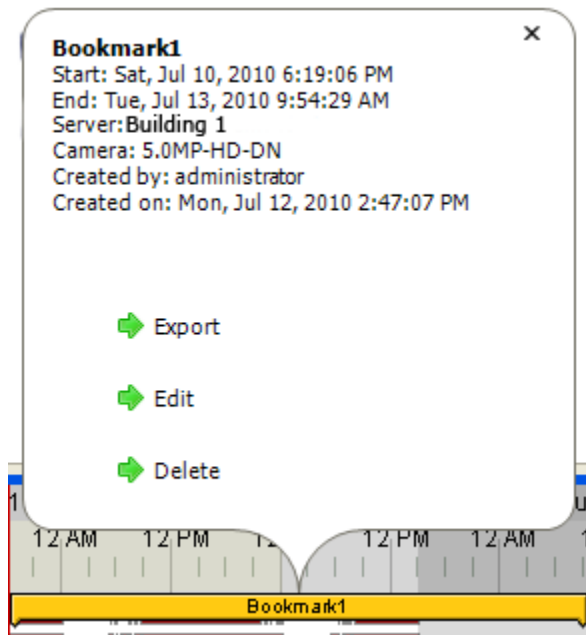 ×
Bookmark1
Start: Sat, Jul 10, 2010 6:19:06 PM
End: Tue, Jul 13, 2010 9:54:29 AM
Server:Building 1
Camera: 5.0MP-HD-DN
Created by: administrator
Created on: Mon, Jul 12, 2010 2:47:07 PM
Export
Edit
Delete
12 AM 12 PM 12 PM 12 AM
Bookmark1